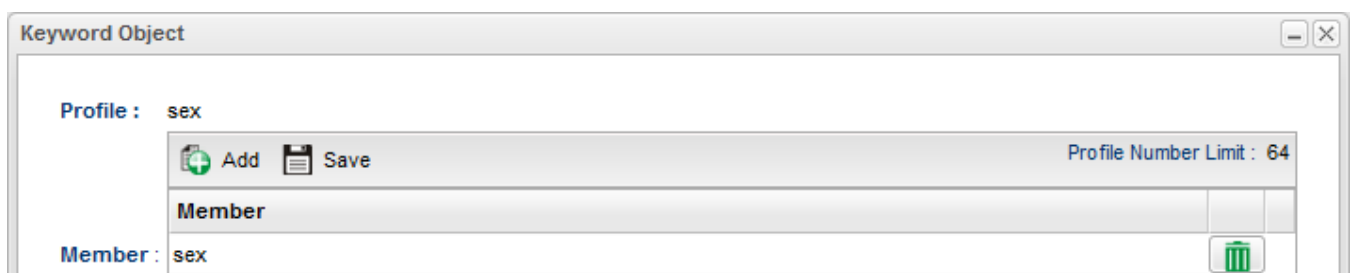 Keyword Object
Profile : sex
Add Save Profile Number Limit : 64
Member
Member : sex